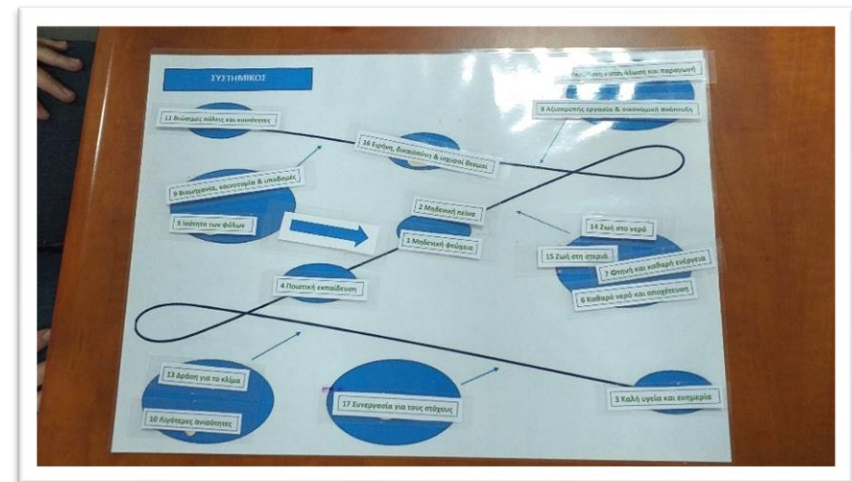 ΣΥΣΤΗΜΙΚΟΣ
κατανάλωση και παραγωγή
8 Αξιοπρεπής εργασία & οικονομική ανάπτυξη
11 Βιώσιμες πόλεις και κοινότητες
16 Ειρήνη, δικαιοσύνη & ισχυροί θεσμοί
9 Βιομηχανία, καινοτομία & υποδομές
5 Ισότητα των φύλων
2 Μηδενική πείνα
1 Μηδενική φτώχεια
14 Ζωή στο νερό
15 Ζωή στη στεριά
7 Φτηνή και καθαρή ενέργεια
6 Καθαρό νερό και αποχέτευση
4 Ποιοτική εκπαίδευση
13 Δράση για το κλίμα
10 Λιγότερες ανισότητες
17 Συνεργασία για τους στόχους
3 Καλή υγεία και ευημερία